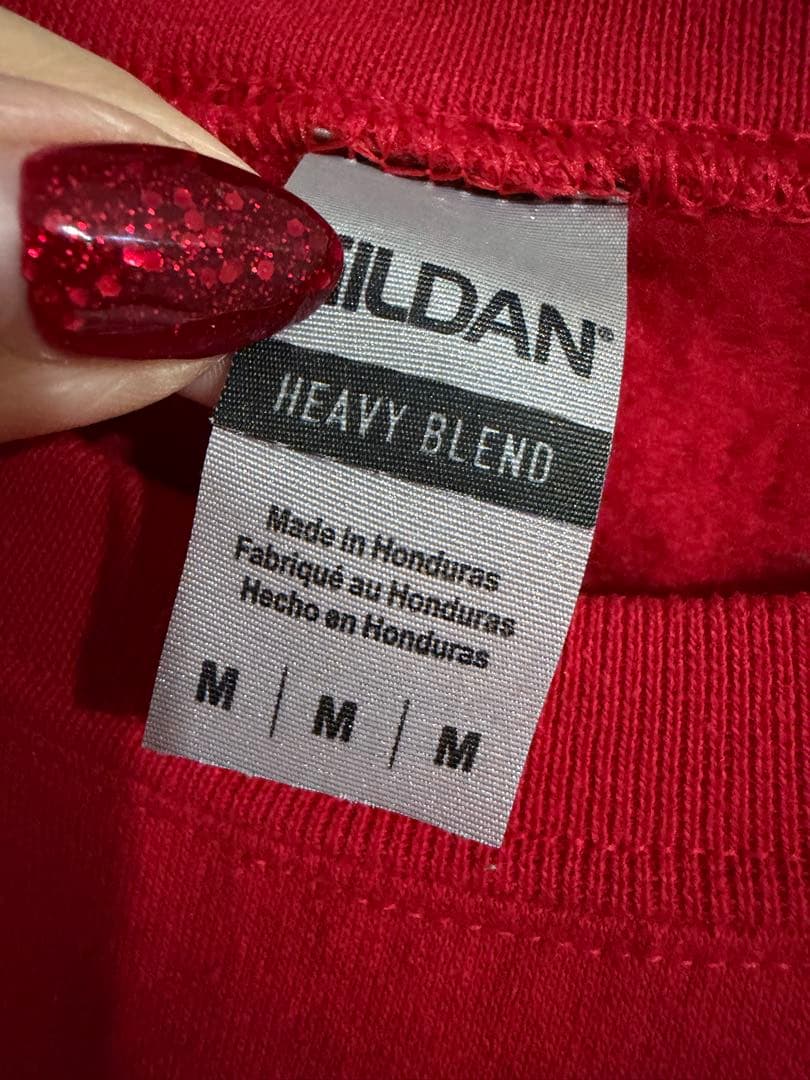 ILDAN®
HEAVY BLEND
Made in Honduras
Fabriqué au Honduras
Hecho en Honduras
M | M | M